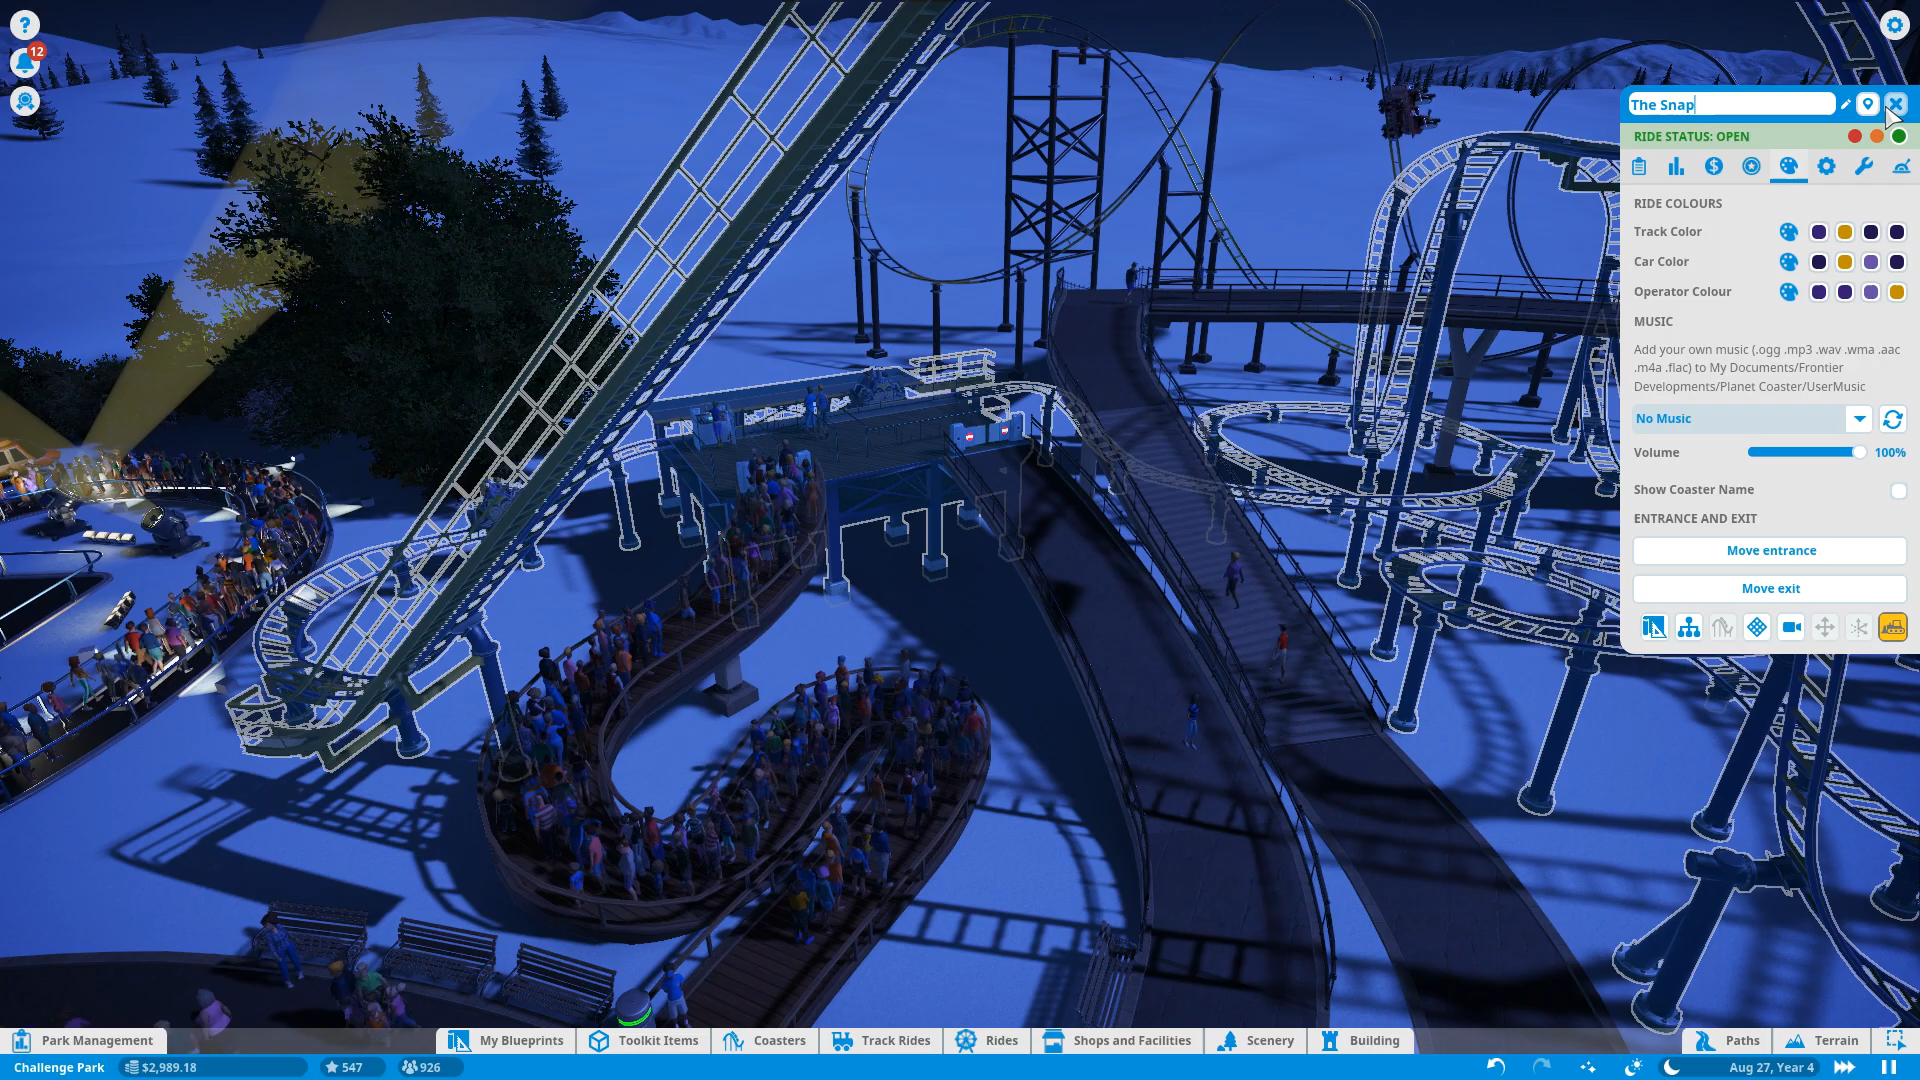 ?
12
The Snap
RIDE STATUS: OPEN
RIDE COLOURS
Track Color
Car Color
Operator Colour
MUSIC
Add your own music (.ogg .mp3 .wav .wma .aac
.m4a .flac) to My Documents/Frontier
Developments/Planet Coaster/UserMusic
No Music
Volume 100%
Show Coaster Name
ENTRANCE AND EXIT
Move entrance
Move exit
Park Management My Blueprints Toolkit Items Coasters Track Rides Rides Shops and Facilities Scenery Building Paths Terrain
Challenge Park $2,989.18 547 926 Aug 27, Year 4